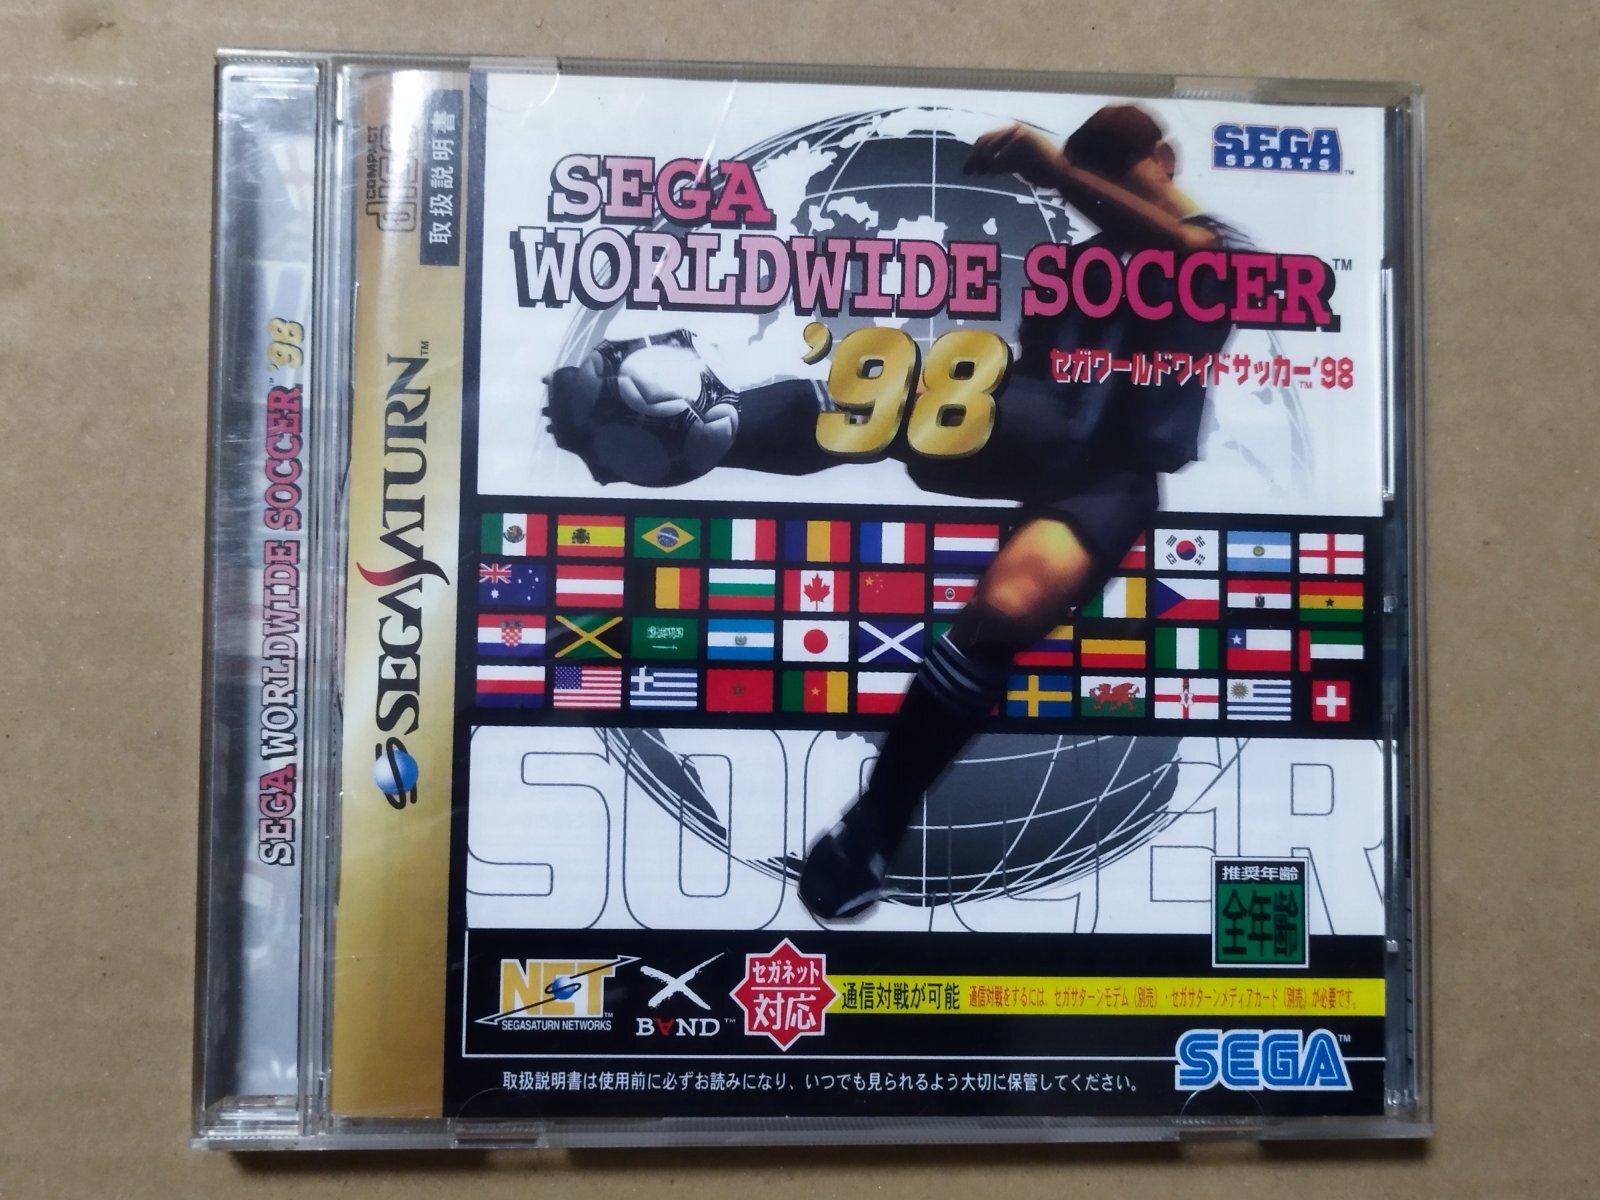 COMPACT
disc
取扱説明書
SEGA SPORTS™
SEGA
WORLDWIDE SOCCER™
'98
セガワールドワイドサッカー™'98
SEGA SATURN™
SEGA WORLDWIDE SOCCER™ '98
SOCCER
推奨年齢
全年齢
NET™
SEGASATURN NETWORKS
X
BAND™
セガネット
対応
通信対戦が可能 通信対戦をするには、セガサターンモデム(別売)・セガサターンメディアカード(別売)が必要です。
SEGA™
取扱説明書は使用前に必ずお読みになり、いつでも見られるよう大切に保管してください。